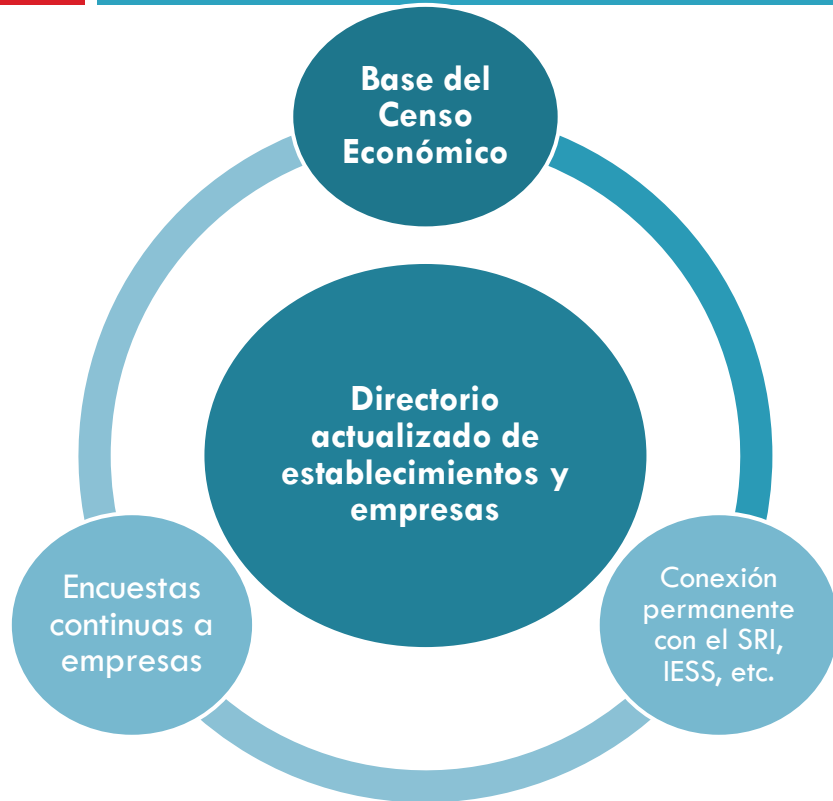 Base del
Censo
Económico
Directorio
actualizado de
establecimientos y
empresas
Encuestas
continuas a
empresas
Conexión
permanente
con el SRI,
IESS, etc.